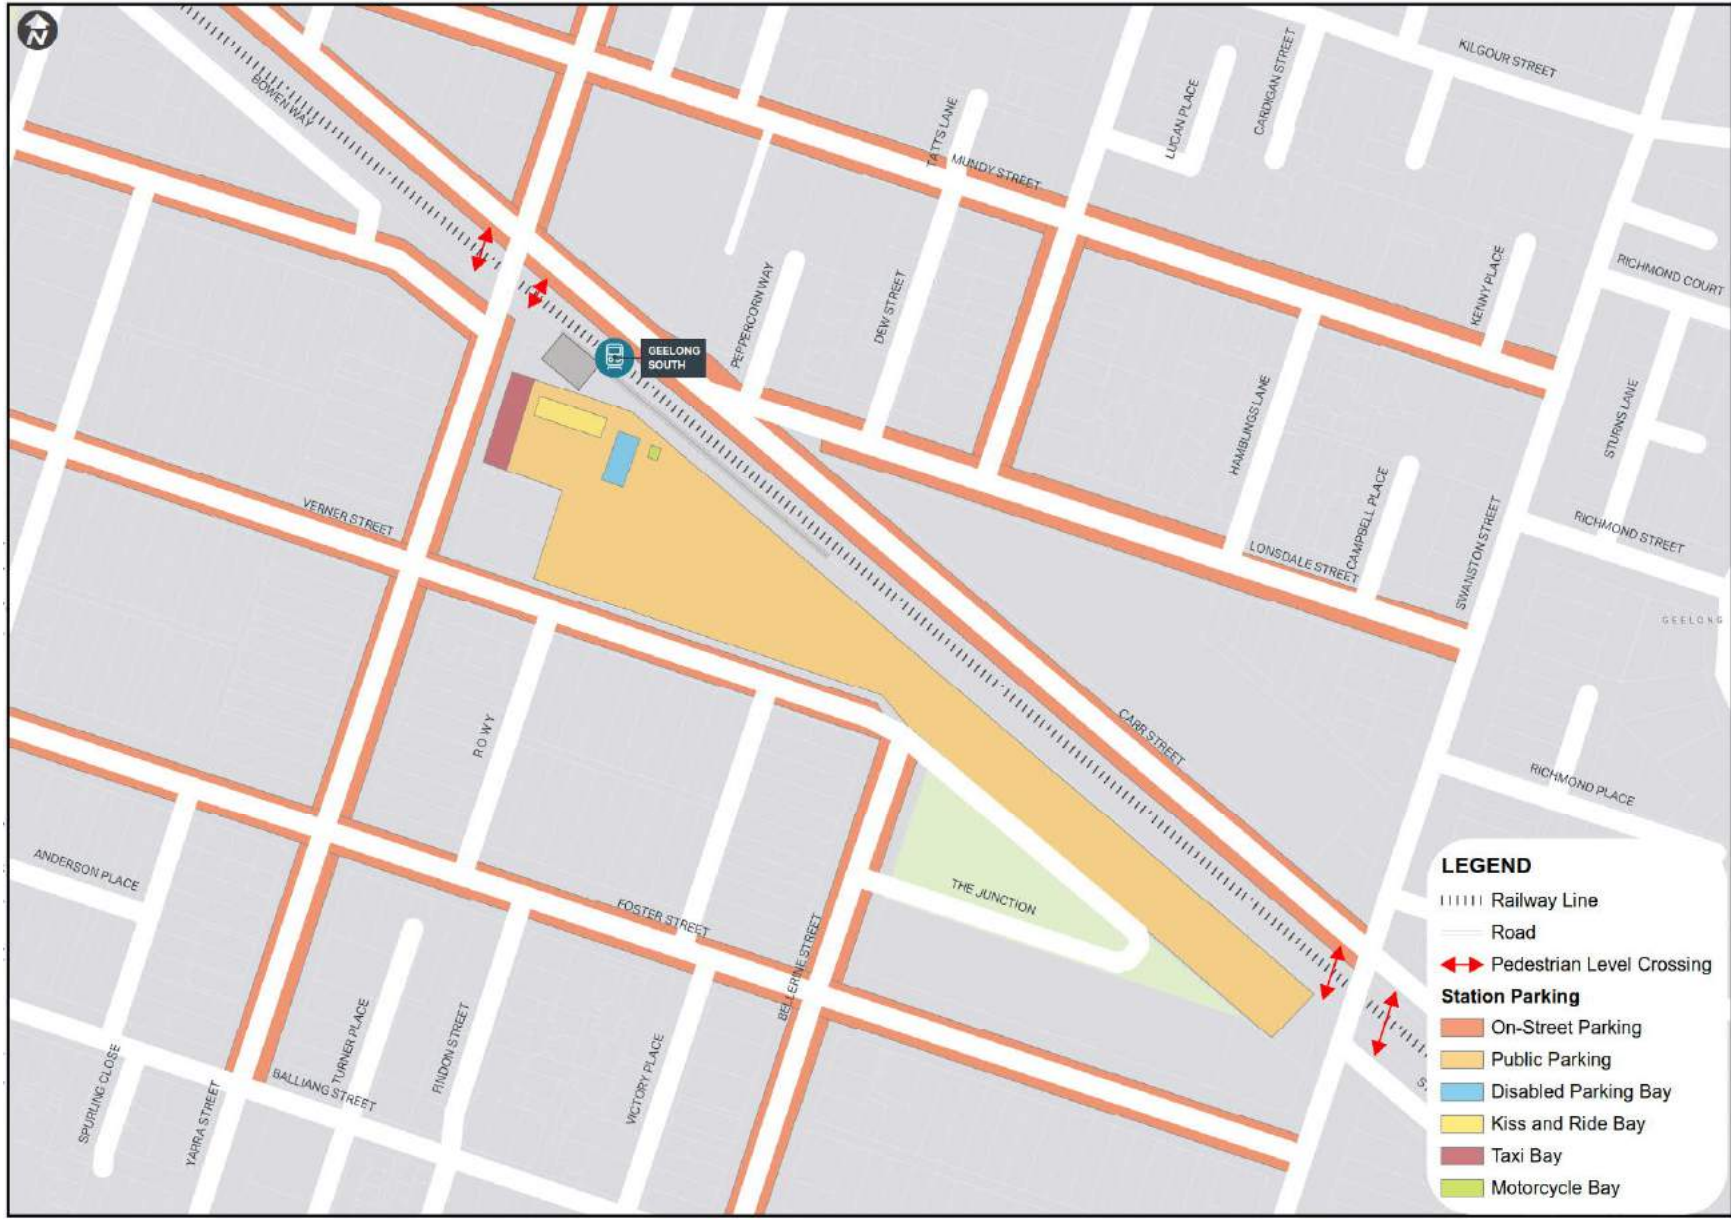 N
KILGOUR STREET
CARDIGAN STREET
LUCAN PLACE
BOWEN WAY
TATTS LANE
MUNDY STREET
RICHMOND COURT
KENNY PLACE
PEPPERCORN WAY
DEW STREET
GEELONG
SOUTH
HAMBLINGS LANE
STURNS LANE
CAMPBELL PLACE
SWANSTON STREET
RICHMOND STREET
VERNER STREET
LONSDALE STREET
GEELONG
R O W Y
CARR STREET
RICHMOND PLACE
ANDERSON PLACE
THE JUNCTION
FOSTER STREET
BELLERINE STREET
TURNER PLACE
FINDON STREET
VICTORY PLACE
SPURLING CLOSE
BALLIANG STREET
YARRA STREET
LEGEND
Railway Line
Road
Pedestrian Level Crossing
Station Parking
On-Street Parking
Public Parking
Disabled Parking Bay
Kiss and Ride Bay
Taxi Bay
Motorcycle Bay